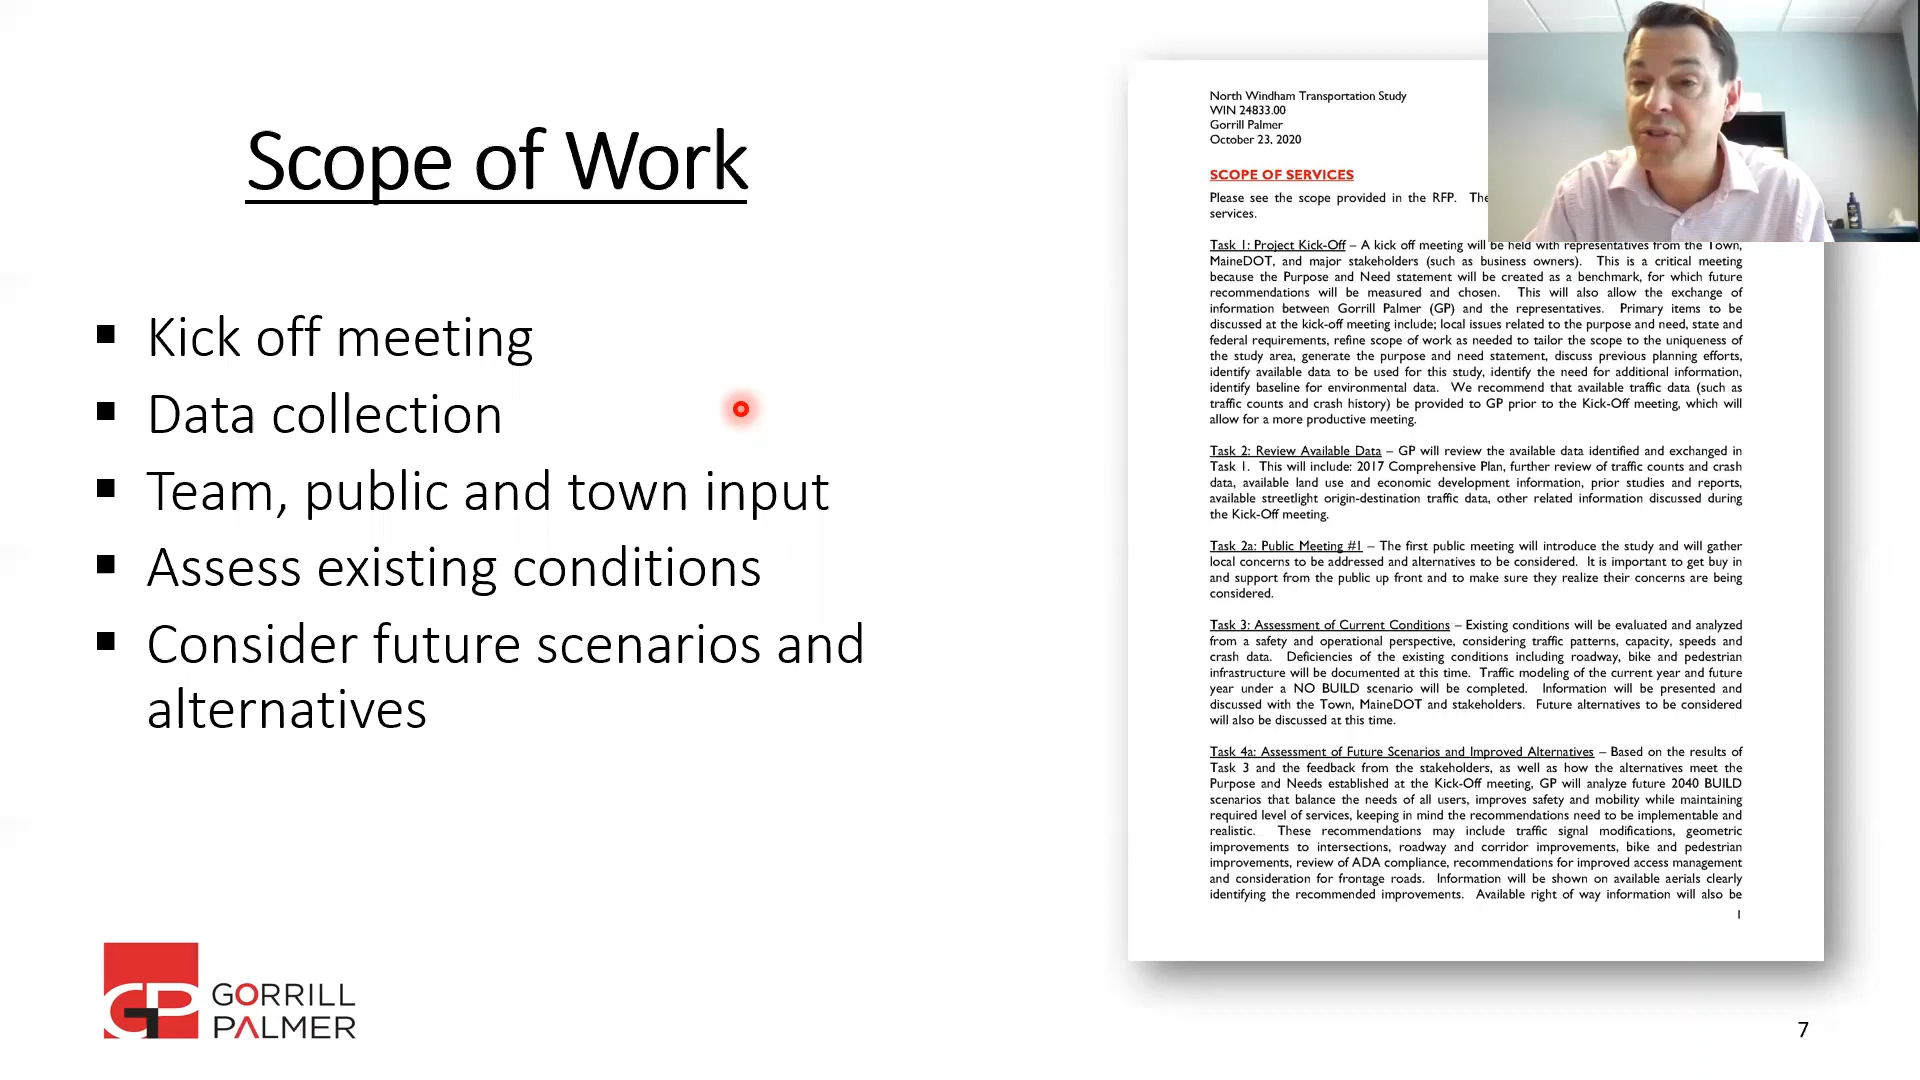 Scope of Work
▪ Kick off meeting
▪ Data collection
▪ Team, public and town input
▪ Assess existing conditions
▪ Consider future scenarios and
alternatives
GORRILL
PALMER
North Windham Transportation Study
WIN 24833.00
Gorrill Palmer
October 23, 2020
SCOPE OF SERVICES
Please see the scope provided in the RFP. The
services.
Task 1: Project Kick-Off – A kick off meeting will be held with representatives from the Town,
MaineDOT, and major stakeholders (such as business owners). This is a critical meeting
because the Purpose and Need statement will be created as a benchmark, for which future
recommendations will be measured and chosen. This will also allow the exchange of
information between Gorrill Palmer (GP) and the representatives. Primary items to be
discussed at the kick-off meeting include; local issues related to the purpose and need, state and
federal requirements, refine scope of work as needed to tailor the scope to the uniqueness of
the study area, generate the purpose and need statement, discuss previous planning efforts,
identify available data to be used for this study, identify the need for additional information,
identify baseline for environmental data. We recommend that available traffic data (such as
traffic counts and crash history) be provided to GP prior to the Kick-Off meeting, which will
allow for a more productive meeting.
Task 2: Review Available Data – GP will review the available data identified and exchanged in
Task 1. This will include: 2017 Comprehensive Plan, further review of traffic counts and crash
data, available land use and economic development information, prior studies and reports,
available streetlight origin-destination traffic data, other related information discussed during
the Kick-Off meeting.
Task 2a: Public Meeting #1 – The first public meeting will introduce the study and will gather
local concerns to be addressed and alternatives to be considered. It is important to get buy in
and support from the public up front and to make sure they realize their concerns are being
considered.
Task 3: Assessment of Current Conditions – Existing conditions will be evaluated and analyzed
from a safety and operational perspective, considering traffic patterns, capacity, speeds and
crash data. Deficiencies of the existing conditions including roadway, bike and pedestrian
infrastructure will be documented at this time. Traffic modeling of the current year and future
year under a NO BUILD scenario will be completed. Information will be presented and
discussed with the Town, MaineDOT and stakeholders. Future alternatives to be considered
will also be discussed at this time.
Task 4a: Assessment of Future Scenarios and Improved Alternatives – Based on the results of
Task 3 and the feedback from the stakeholders, as well as how the alternatives meet the
Purpose and Needs established at the Kick-Off meeting, GP will analyze future 2040 BUILD
scenarios that balance the needs of all users, improves safety and mobility while maintaining
required level of services, keeping in mind the recommendations need to be implementable and
realistic. These recommendations may include traffic signal modifications, geometric
improvements to intersections, roadway and corridor improvements, bike and pedestrian
improvements, review of ADA compliance, recommendations for improved access management
and consideration for frontage roads. Information will be shown on available aerials clearly
identifying the recommended improvements. Available right of way information will also be
1
7